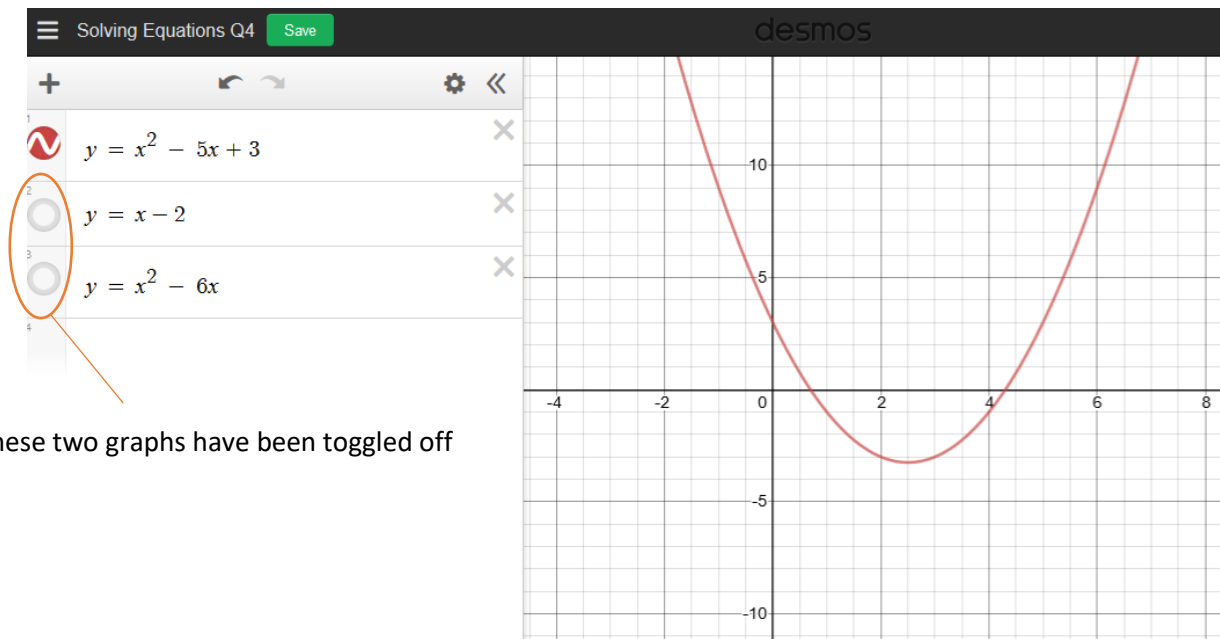 Solving Equations Q4 Save desmos
1
y = x² − 5x + 3
2
y = x − 2
3
y = x² − 6x
4
hese two graphs have been toggled off
10
5
-4 -2 0 2 4 6 8
-5
-10